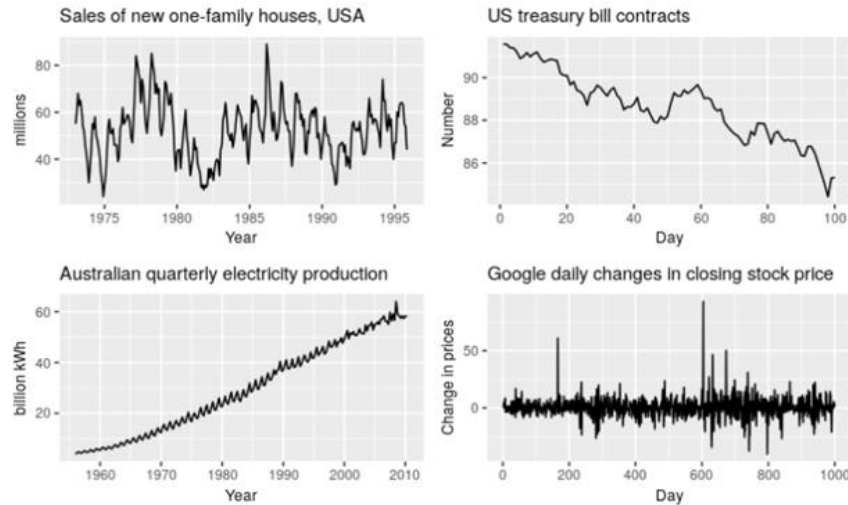 Sales of new one-family houses, USA
millions
80
60
40
1975 1980 1985 1990 1995
Year
US treasury bill contracts
Number
90
88
86
0 20 40 60 80 100
Day
Australian quarterly electricity production
billion kWh
60
40
20
1960 1970 1980 1990 2000 2010
Year
Google daily changes in closing stock price
Change in prices
50
0
0 200 400 600 800 1000
Day